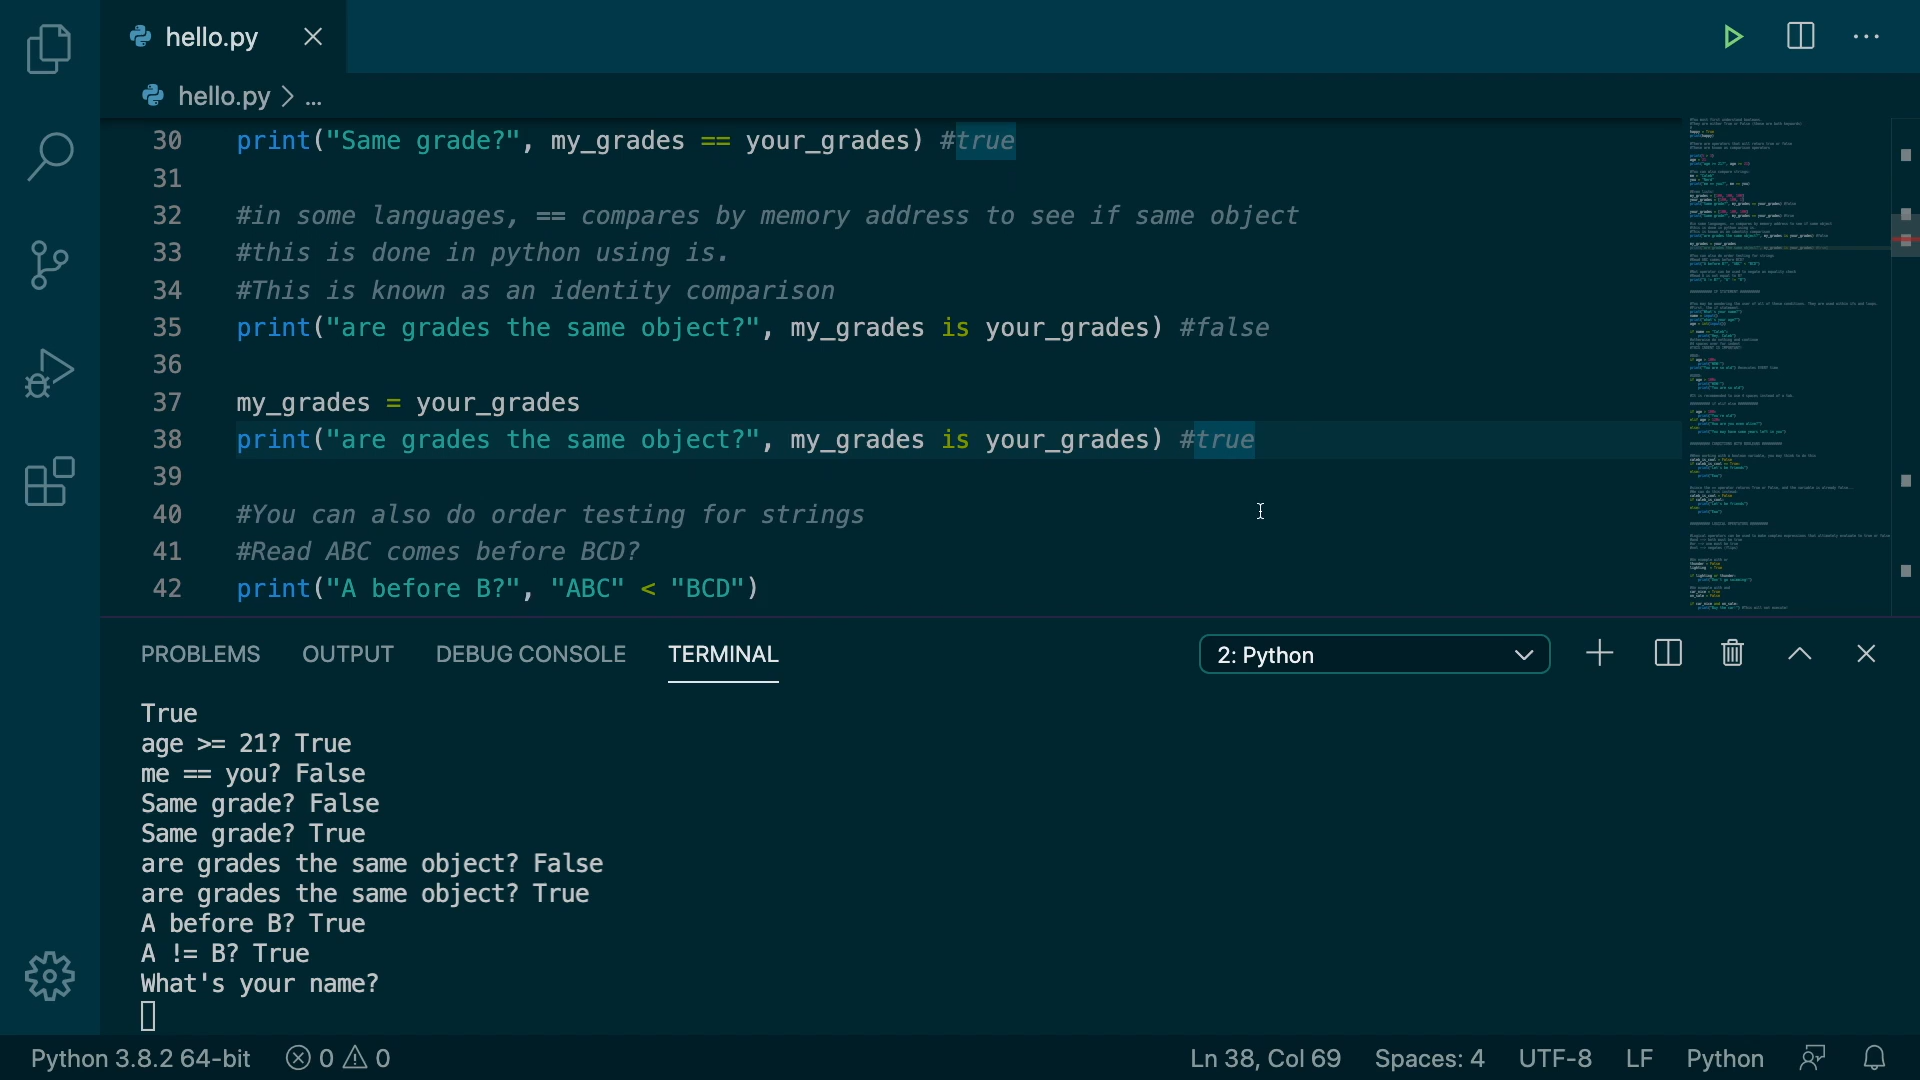 hello.py
hello.py > ...
30 print("Same grade?", my_grades == your_grades) #true
31
32 #in some languages, == compares by memory address to see if same object
33 #this is done in python using is.
34 #This is known as an identity comparison
35 print("are grades the same object?", my_grades is your_grades) #false
36
37 my_grades = your_grades
38 print("are grades the same object?", my_grades is your_grades) #true
39
40 #You can also do order testing for strings
41 #Read ABC comes before BCD?
42 print("A before B?", "ABC" < "BCD")
PROBLEMS OUTPUT DEBUG CONSOLE TERMINAL 2: Python
True
age >= 21? True
me == you? False
Same grade? False
Same grade? True
are grades the same object? False
are grades the same object? True
A before B? True
A != B? True
What's your name?
Python 3.8.2 64-bit 0 0 Ln 38, Col 69 Spaces: 4 UTF-8 LF Python